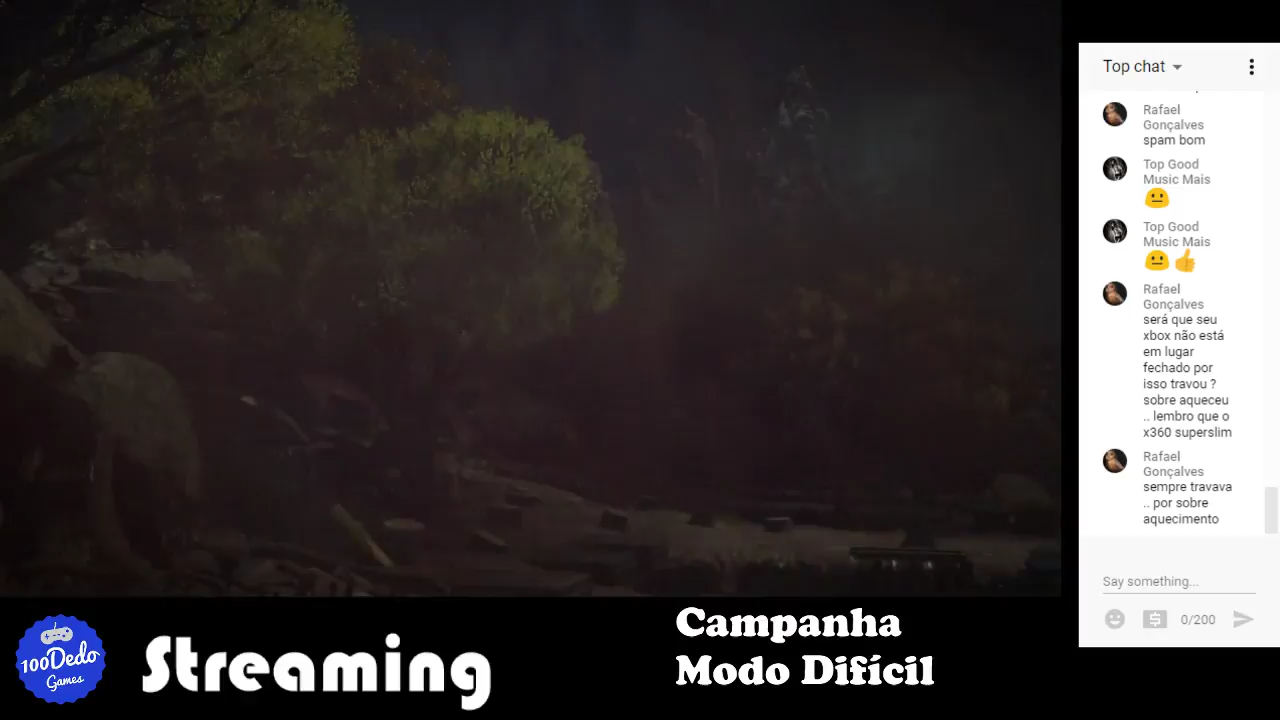 Top chat
Rafael
Gonçalves
spam bom
Top Good
Music Mais
Top Good
Music Mais
Rafael
Gonçalves
será que seu
xbox não está
em lugar
fechado por
isso travou ?
sobre aqueceu
.. lembro que o
x360 superslim
Rafael
Gonçalves
sempre travava
.. por sobre
aquecimento
Say something...
0/200
100Dedo
Games
Streaming
Campanha
Modo Difícil